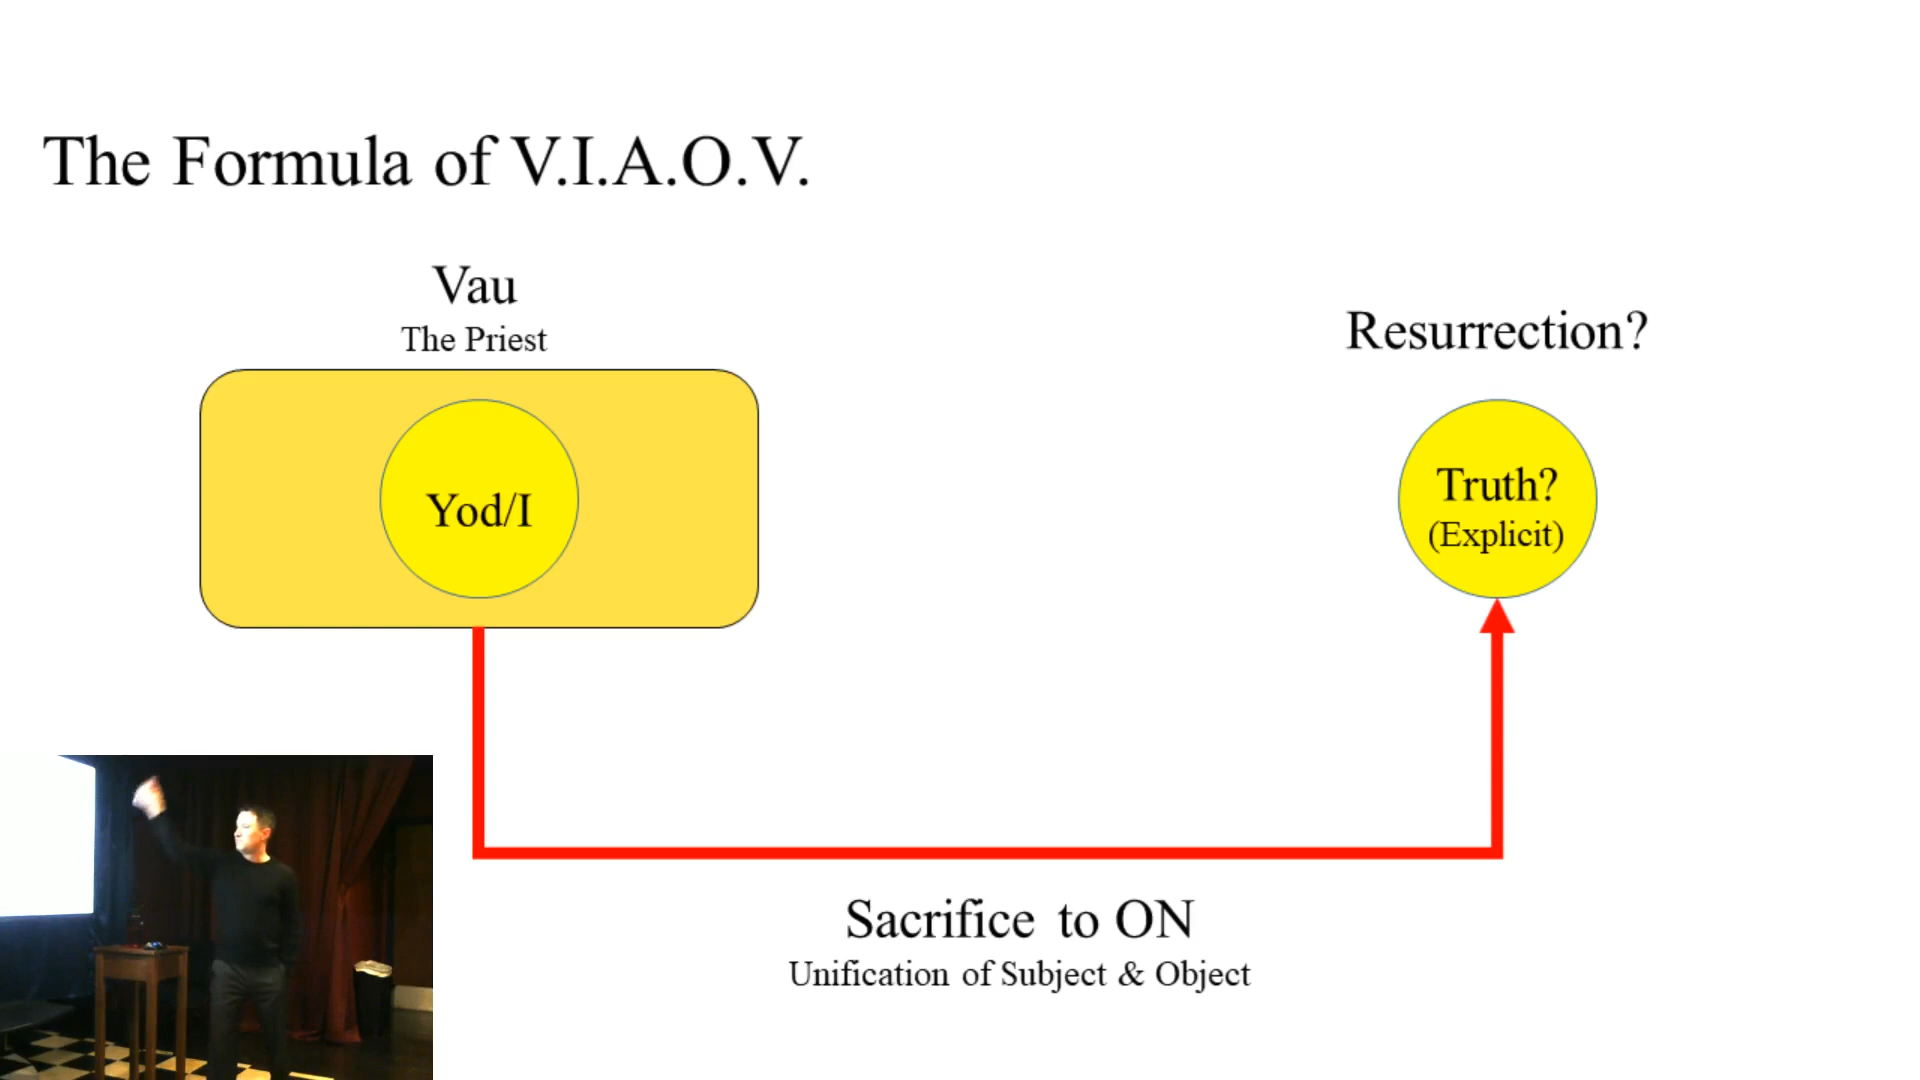 The Formula of V.I.A.O.V.
Vau
The Priest
Yod/I
Resurrection?
Truth?
(Explicit)
Sacrifice to ON
Unification of Subject & Object